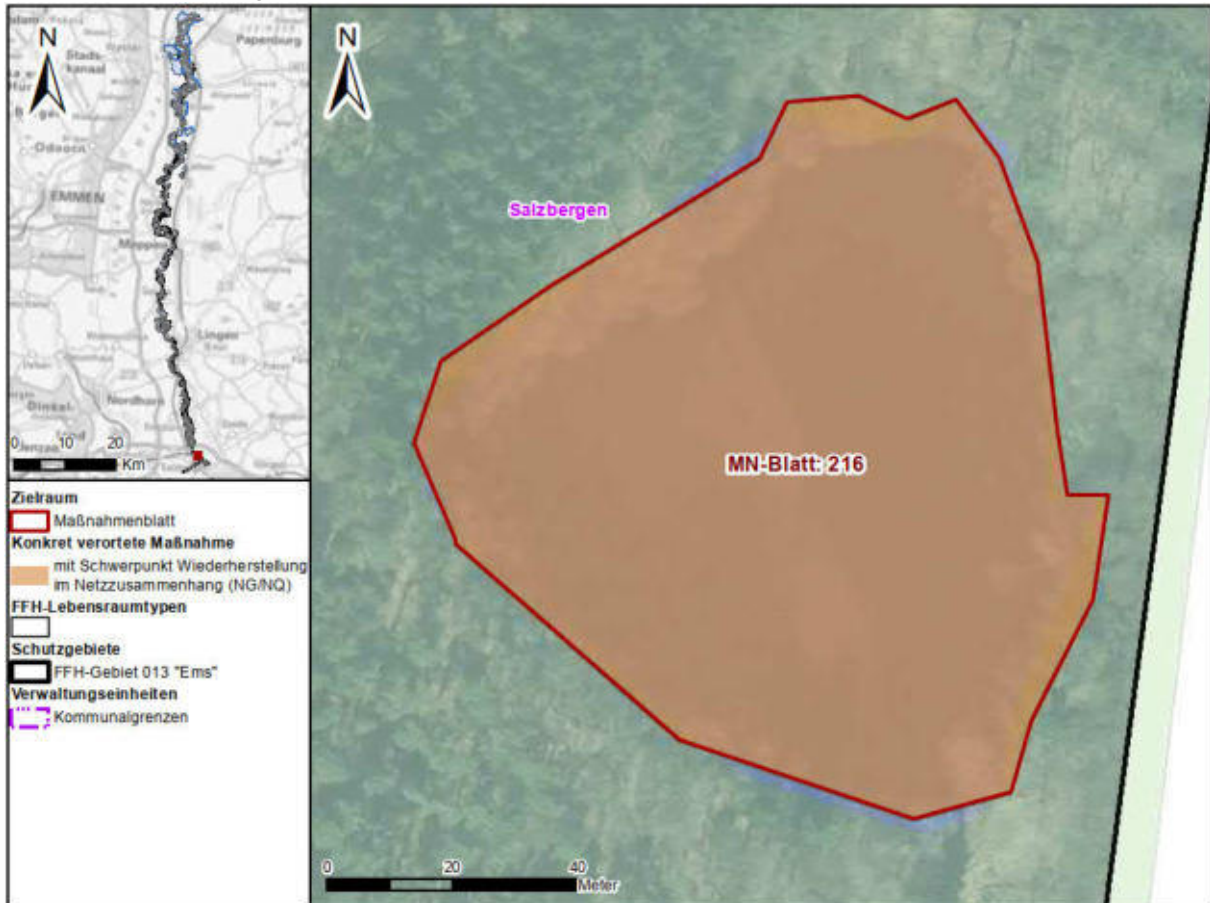 N
Papenburg
Stads-
kanaal
Odoorn
EMMEN
Meppen
Lingen
Nordhorn
0 10 20
Km
Zielraum
Maßnahmenblatt
Konkret verortete Maßnahme
mit Schwerpunkt Wiederherstellung
im Netzzusammenhang (NG/NQ)
FFH-Lebensraumtypen
Schutzgebiete
FFH-Gebiet 013 "Ems"
Verwaltungseinheiten
Kommunalgrenzen
N
Salzbergen
MN-Blatt: 216
0 20 40
Meter